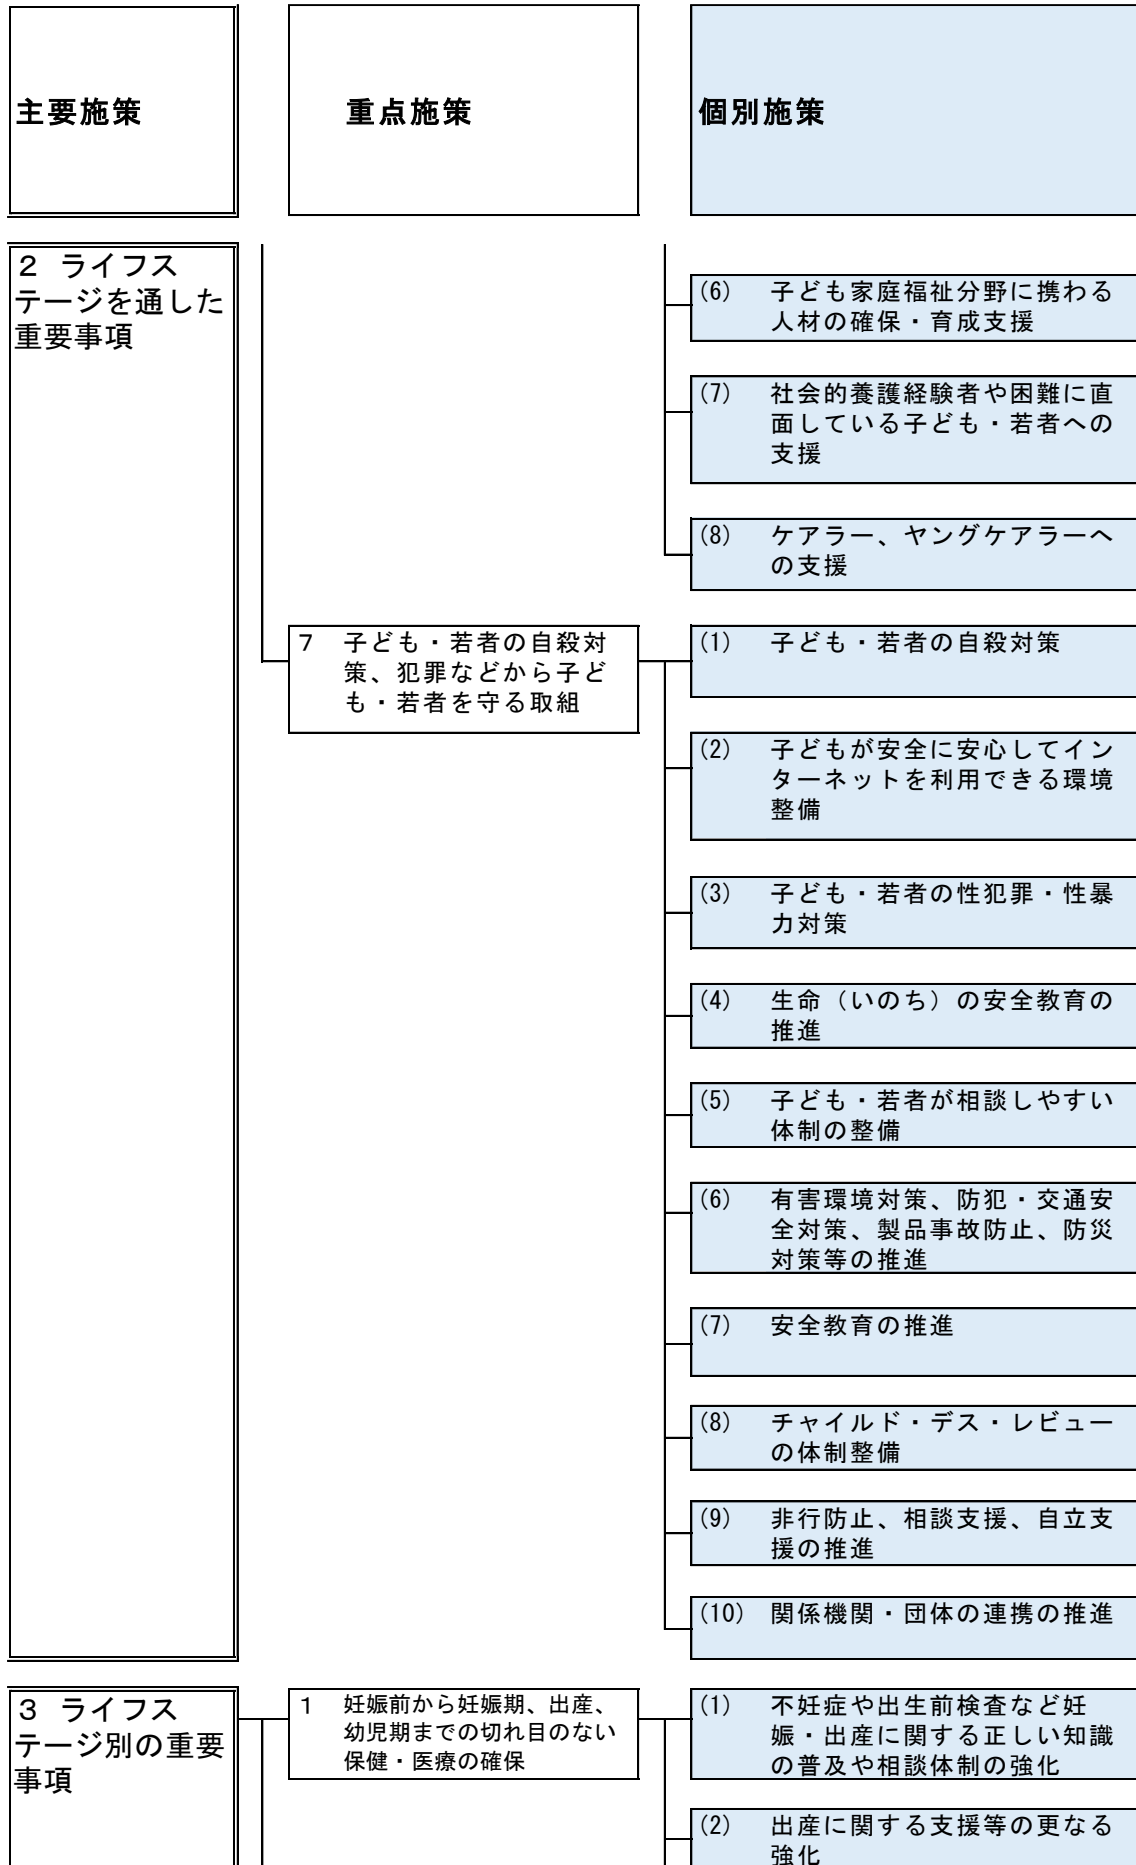 主要施策
重点施策
個別施策
２ ライフス
テージを通した
重要事項
(6) 子ども家庭福祉分野に携わる
人材の確保・育成支援
(7) 社会的養護経験者や困難に直
面している子ども・若者への
支援
(8) ケアラー、ヤングケアラーへ
の支援
７ 子ども・若者の自殺対
策、犯罪などから子ど
も・若者を守る取組
(1) 子ども・若者の自殺対策
(2) 子どもが安全に安心してイン
ターネットを利用できる環境
整備
(3) 子ども・若者の性犯罪・性暴
力対策
(4) 生命（いのち）の安全教育の
推進
(5) 子ども・若者が相談しやすい
体制の整備
(6) 有害環境対策、防犯・交通安
全対策、製品事故防止、防災
対策等の推進
(7) 安全教育の推進
(8) チャイルド・デス・レビュー
の体制整備
(9) 非行防止、相談支援、自立支
援の推進
(10) 関係機関・団体の連携の推進
３ ライフス
テージ別の重要
事項
１ 妊娠前から妊娠期、出産、
幼児期までの切れ目のない
保健・医療の確保
(1) 不妊症や出生前検査など妊
娠・出産に関する正しい知識
の普及や相談体制の強化
(2) 出産に関する支援等の更なる
強化